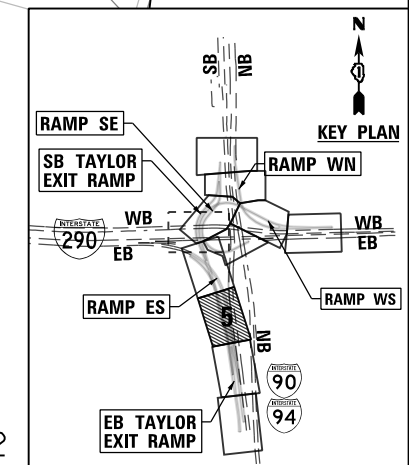 SB
NB
N
KEY PLAN
RAMP SE
SB TAYLOR
EXIT RAMP
RAMP WN
INTERSTATE
290
WB
EB
WB
EB
RAMP ES
RAMP WS
5
NB
INTERSTATE
90
INTERSTATE
94
EB TAYLOR
EXIT RAMP